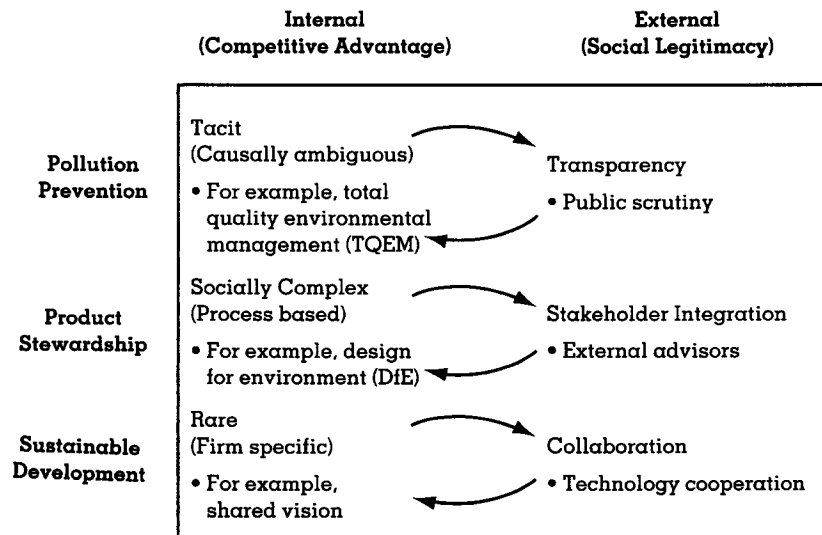 Internal
(Competitive Advantage)
External
(Social Legitimacy)
Pollution
Prevention
Tacit
(Causally ambiguous)
• For example, total
quality environmental
management (TQEM)
Transparency
• Public scrutiny
Product
Stewardship
Socially Complex
(Process based)
• For example, design
for environment (DfE)
Stakeholder Integration
• External advisors
Sustainable
Development
Rare
(Firm specific)
• For example,
shared vision
Collaboration
• Technology cooperation